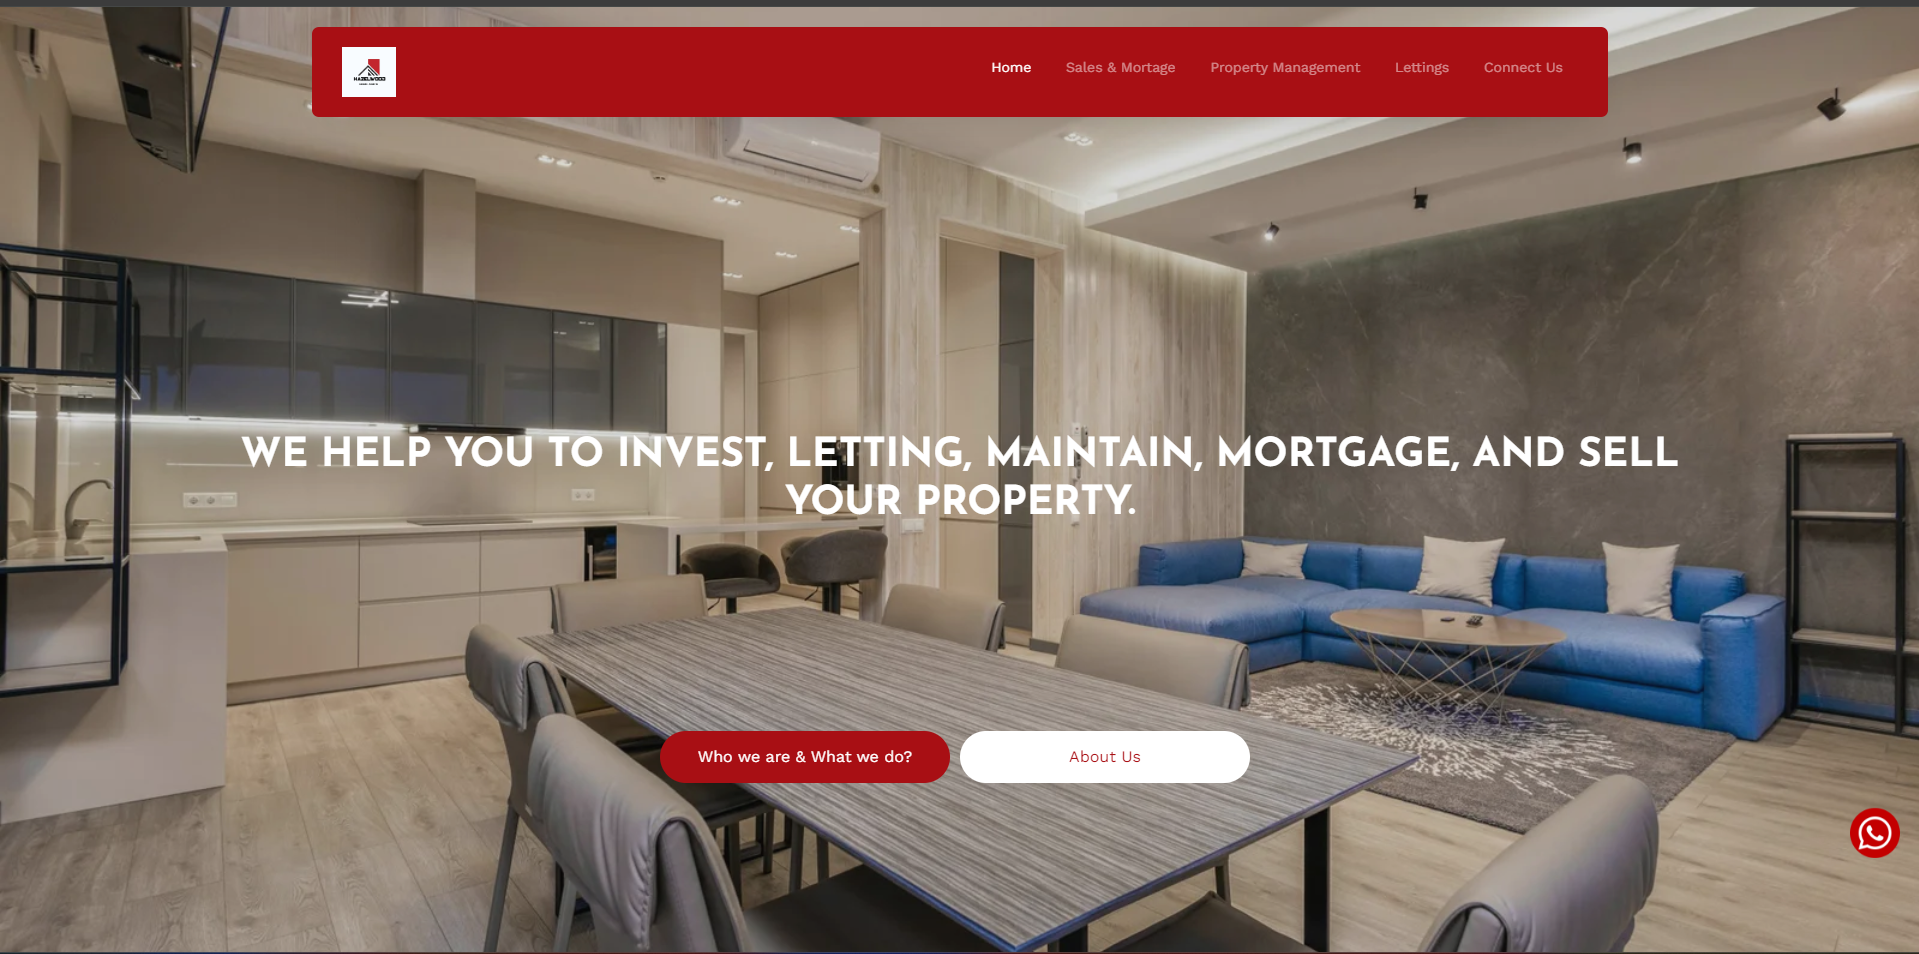 HAZELWOOD
Home
Sales & Mortage
Property Management
Lettings
Connect Us
WE HELP YOU TO INVEST, LETTING, MAINTAIN, MORTGAGE, AND SELL
YOUR PROPERTY.
Who we are & What we do?
About Us